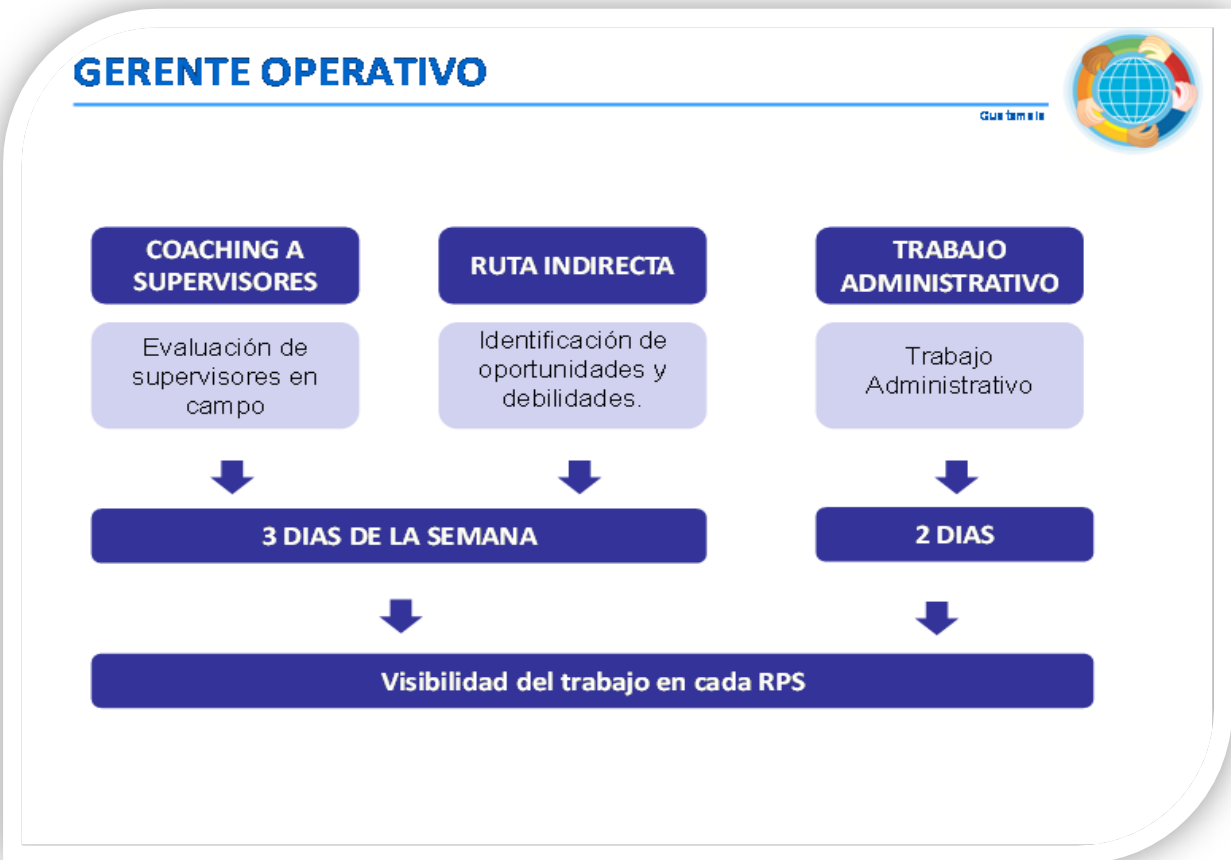 GERENTE OPERATIVO
Guatemala
COACHING A
SUPERVISORES
RUTA INDIRECTA
TRABAJO
ADMINISTRATIVO
Evaluación de
supervisores en
campo
Identificación de
oportunidades y
debilidades.
Trabajo
Administrativo
3 DIAS DE LA SEMANA
2 DIAS
Visibilidad del trabajo en cada RPS